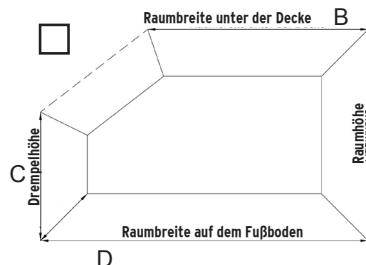 Raumbreite unter der Decke
B
C
Drempelhöhe
Raumhöhe
Raumbreite auf dem Fußboden
D